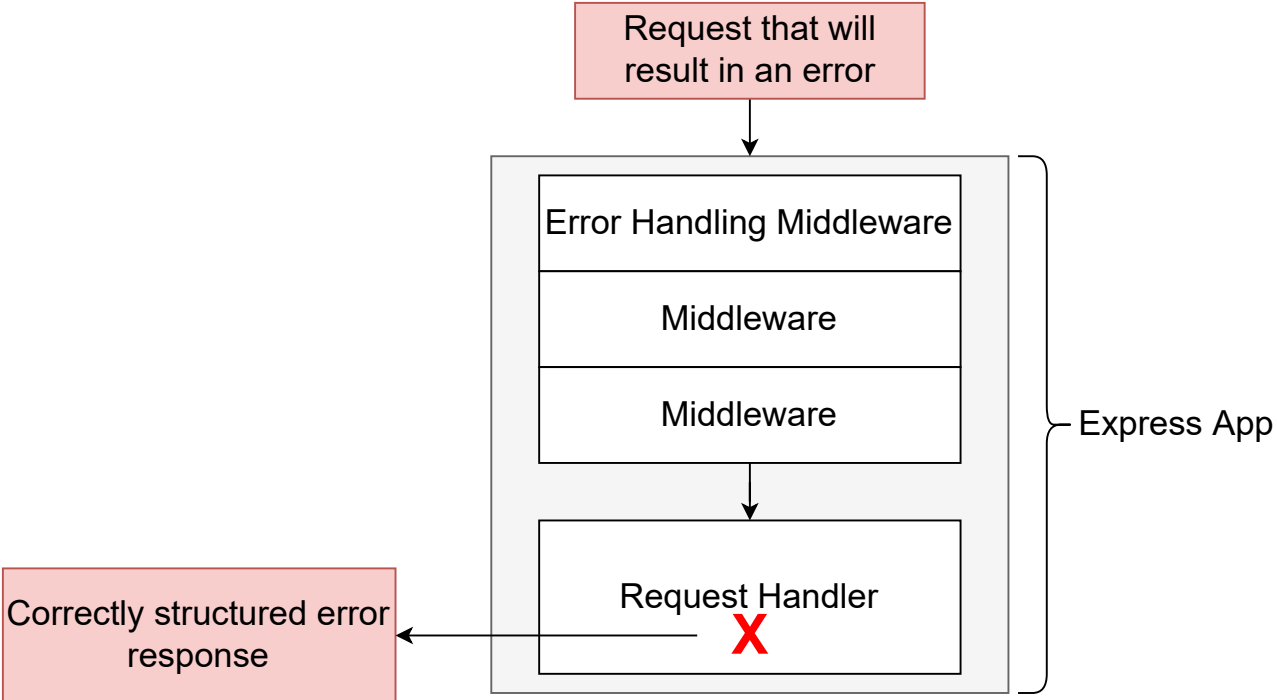 Request that will
result in an error
Error Handling Middleware
Middleware
Middleware
Express App
Request Handler
X
Correctly structured error
response